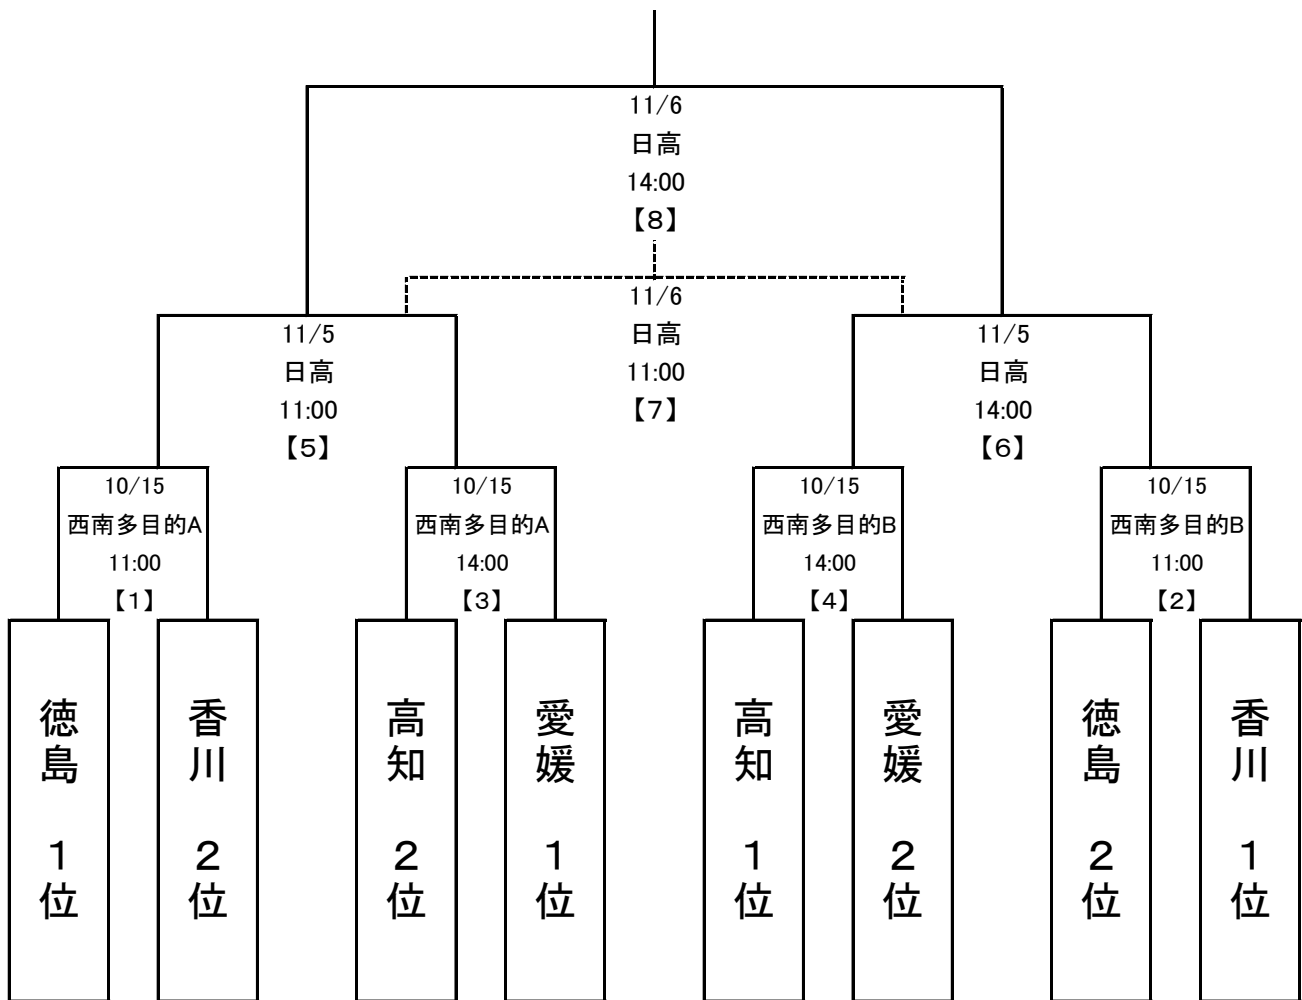 11/6
日高
14:00
【8】
11/6
日高
11:00
【7】
11/5
日高
11:00
【5】
11/5
日高
14:00
【6】
10/15
西南多目的A
11:00
【1】
10/15
西南多目的A
14:00
【3】
10/15
西南多目的B
14:00
【4】
10/15
西南多目的B
11:00
【2】
徳島 1位
香川 2位
高知 2位
愛媛 1位
高知 1位
愛媛 2位
徳島 2位
香川 1位